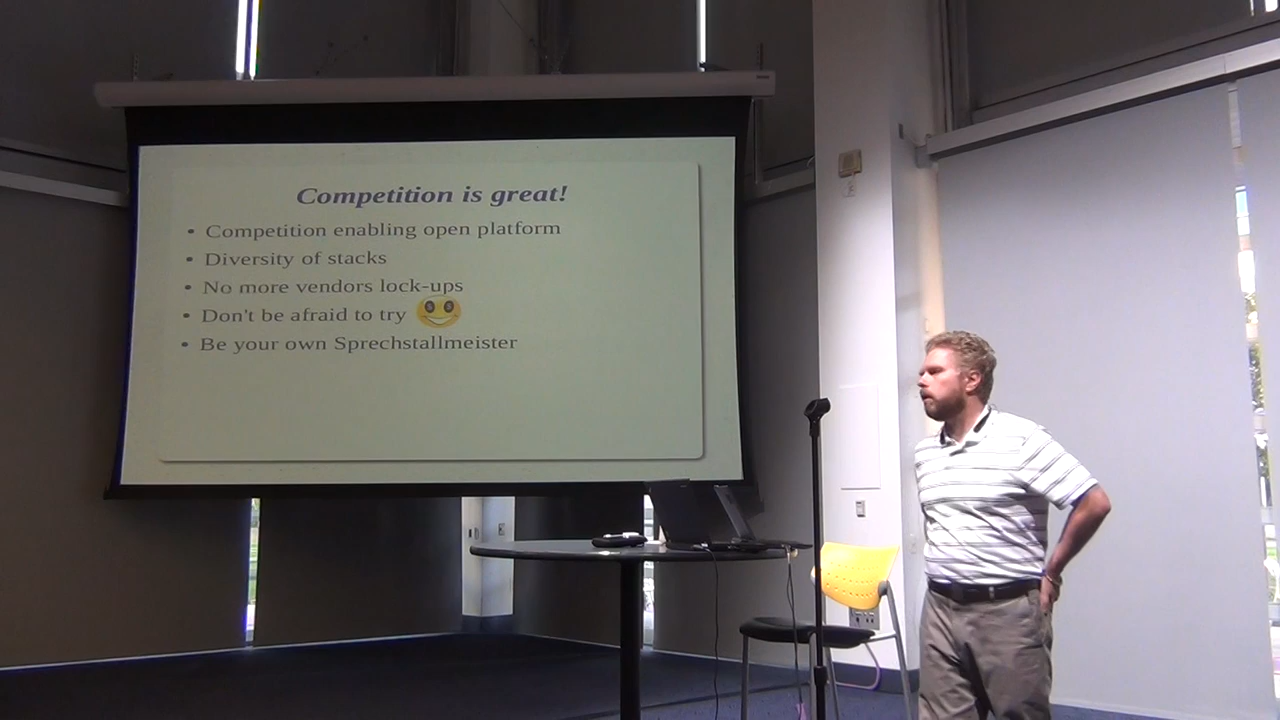 Competition is great!
• Competition enabling open platform
• Diversity of stacks
• No more vendors lock-ups
• Don't be afraid to try
• Be your own Sprechstallmeister